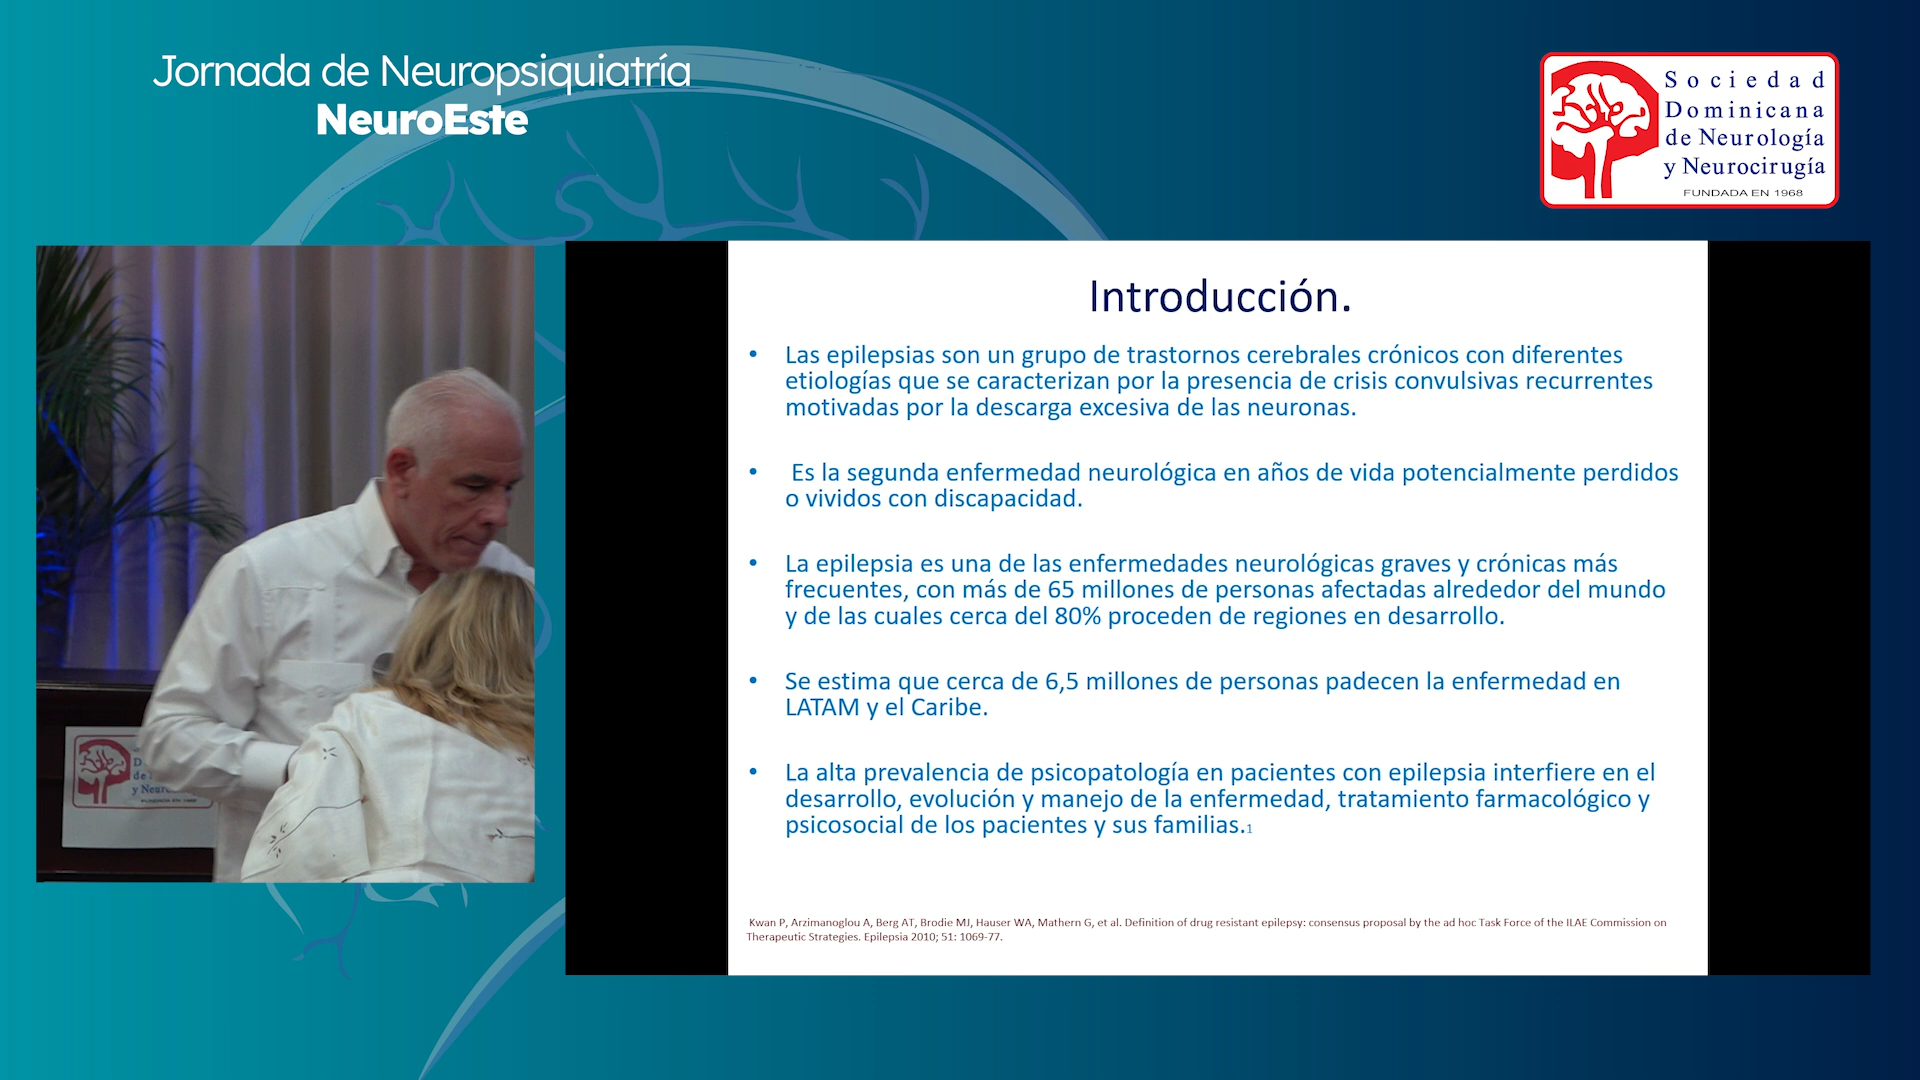 Jornada de Neuropsiquiatría
NeuroEste
Sociedad
Dominicana
de Neurología
y Neurocirugía
FUNDADA EN 1968
Introducción.
• Las epilepsias son un grupo de trastornos cerebrales crónicos con diferentes
etiologías que se caracterizan por la presencia de crisis convulsivas recurrentes
motivadas por la descarga excesiva de las neuronas.
• Es la segunda enfermedad neurológica en años de vida potencialmente perdidos
o vividos con discapacidad.
• La epilepsia es una de las enfermedades neurológicas graves y crónicas más
frecuentes, con más de 65 millones de personas afectadas alrededor del mundo
y de las cuales cerca del 80% proceden de regiones en desarrollo.
• Se estima que cerca de 6,5 millones de personas padecen la enfermedad en
LATAM y el Caribe.
• La alta prevalencia de psicopatología en pacientes con epilepsia interfiere en el
desarrollo, evolución y manejo de la enfermedad, tratamiento farmacológico y
psicosocial de los pacientes y sus familias.1
Kwan P, Arzimanoglou A, Berg AT, Brodie MJ, Hauser WA, Mathern G, et al. Definition of drug resistant epilepsy: consensus proposal by the ad hoc Task Force of the ILAE Commission on
Therapeutic Strategies. Epilepsia 2010; 51: 1069-77.